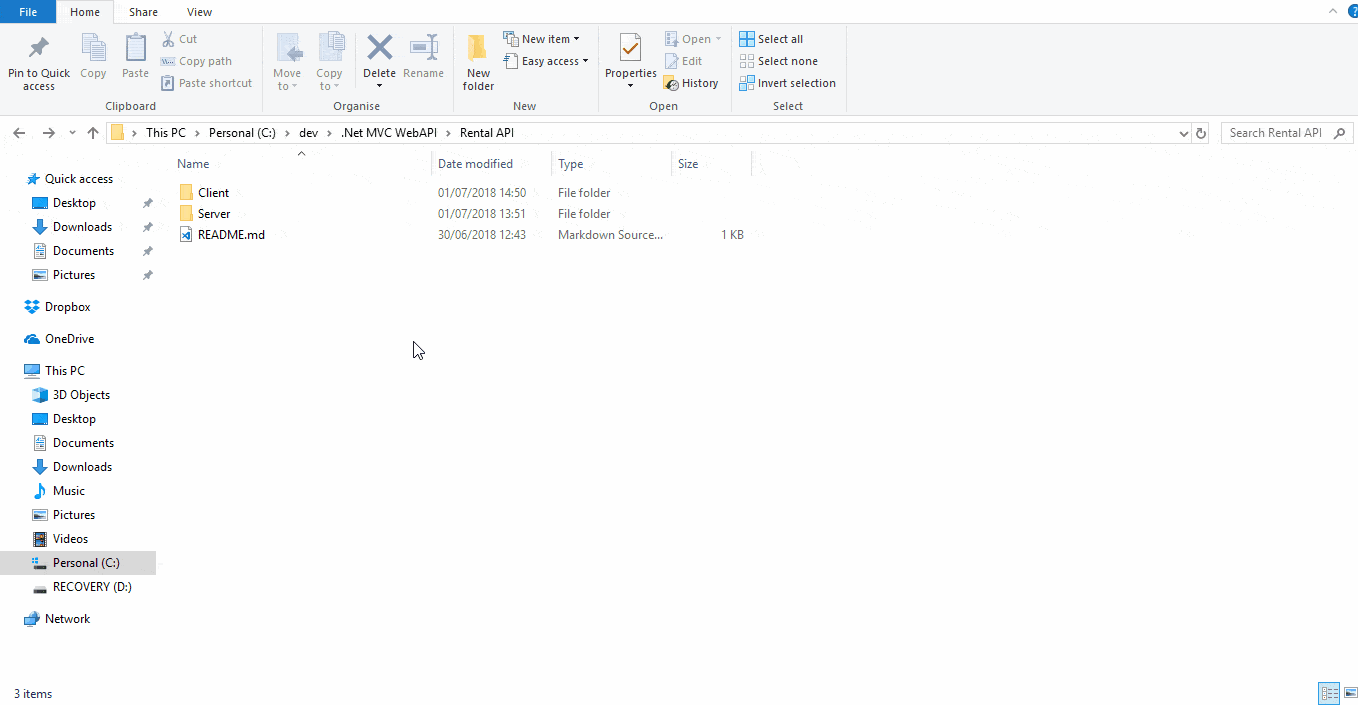 File Home Share View
Pin to Quick access
Copy
Paste
Cut
Copy path
Paste shortcut
Clipboard
Move to
Copy to
Delete
Rename
Organise
New folder
New item
Easy access
New
Properties
Open
Edit
History
Open
Select all
Select none
Invert selection
Select
This PC > Personal (C:) > dev > .Net MVC WebAPI > Rental API
Search Rental API
Name Date modified Type Size
Client 01/07/2018 14:50 File folder
Server 01/07/2018 13:51 File folder
README.md 30/06/2018 12:43 Markdown Source... 1 KB
Quick access
Desktop
Downloads
Documents
Pictures
Dropbox
OneDrive
This PC
3D Objects
Desktop
Documents
Downloads
Music
Pictures
Videos
Personal (C:)
RECOVERY (D:)
Network
3 items